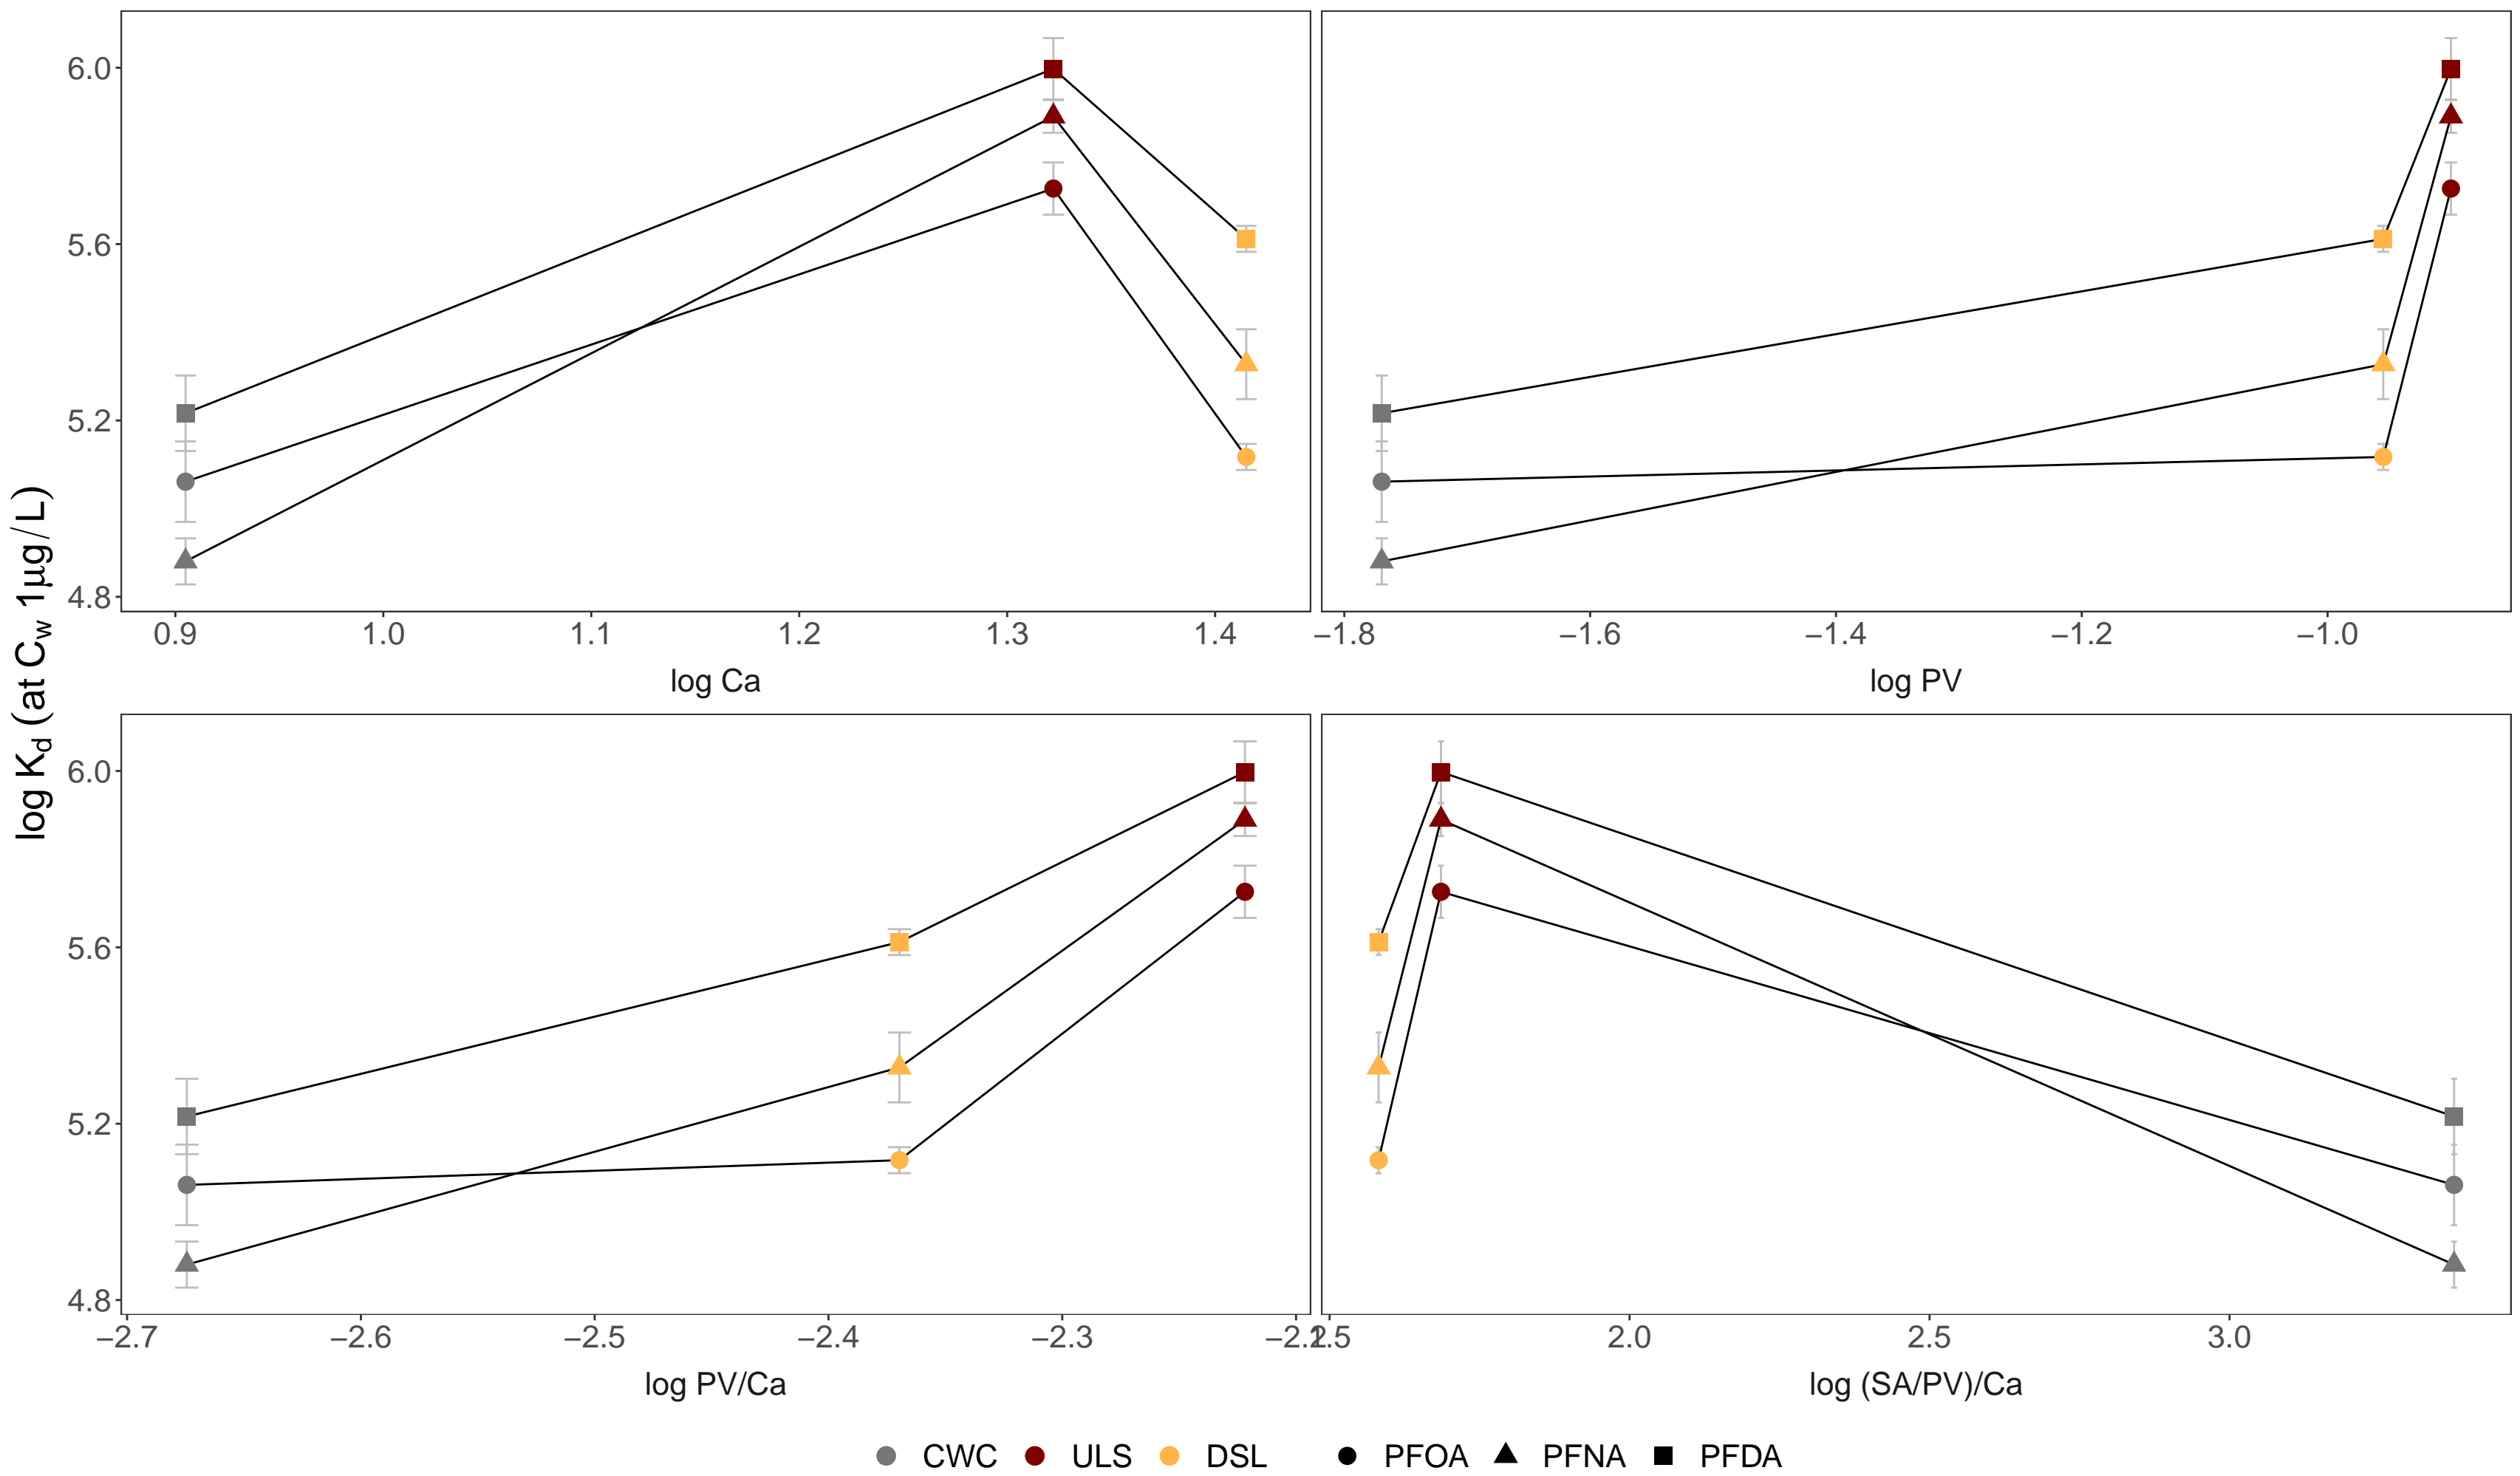 log Kd (at Cw 1µg/L)
6.0
5.6
5.2
4.8
0.9 1.0 1.1 1.2 1.3 1.4
log Ca
−1.8 −1.6 −1.4 −1.2 −1.0
log PV
6.0
5.6
5.2
4.8
−2.7 −2.6 −2.5 −2.4 −2.3
log PV/Ca
2.0 2.5 3.0
log (SA/PV)/Ca
CWC ULS DSL PFOA PFNA PFDA